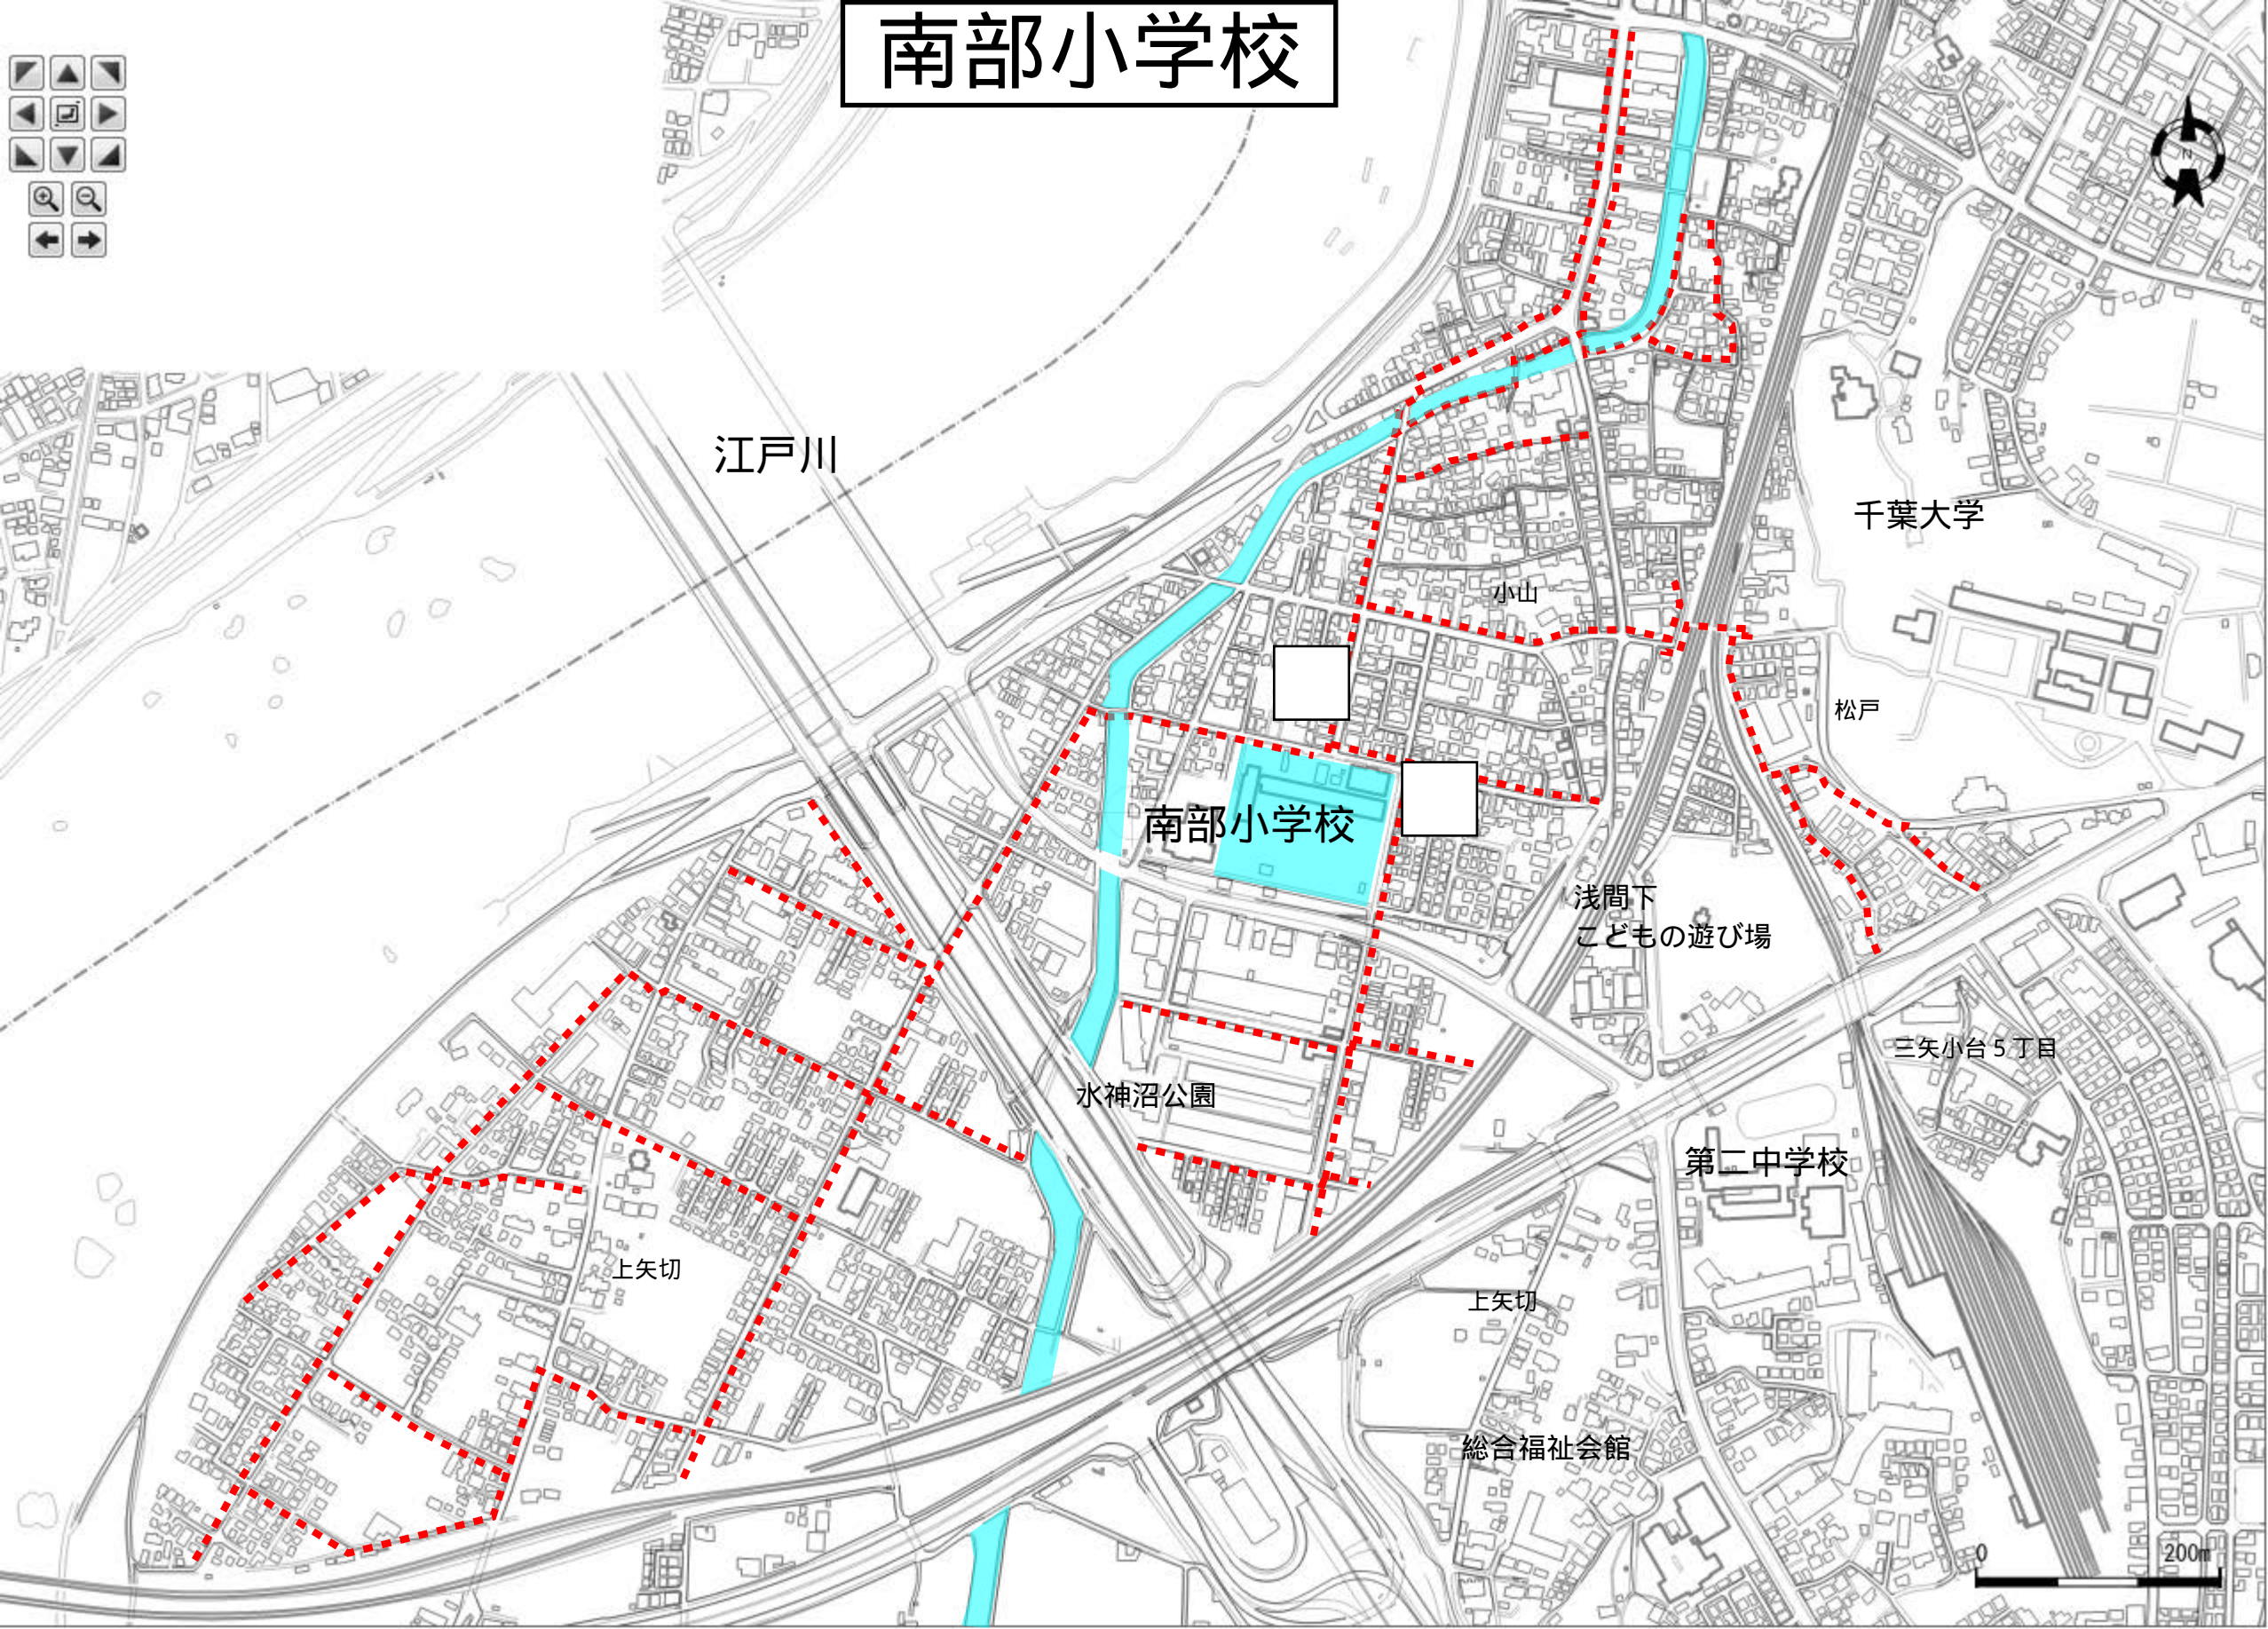 南部小学校
N
江戸川
千葉大学
小山
松戸
南部小学校
浅間下
こどもの遊び場
三矢小台５丁目
水神沼公園
第二中学校
上矢切
上矢切
総合福祉会館
0 200m